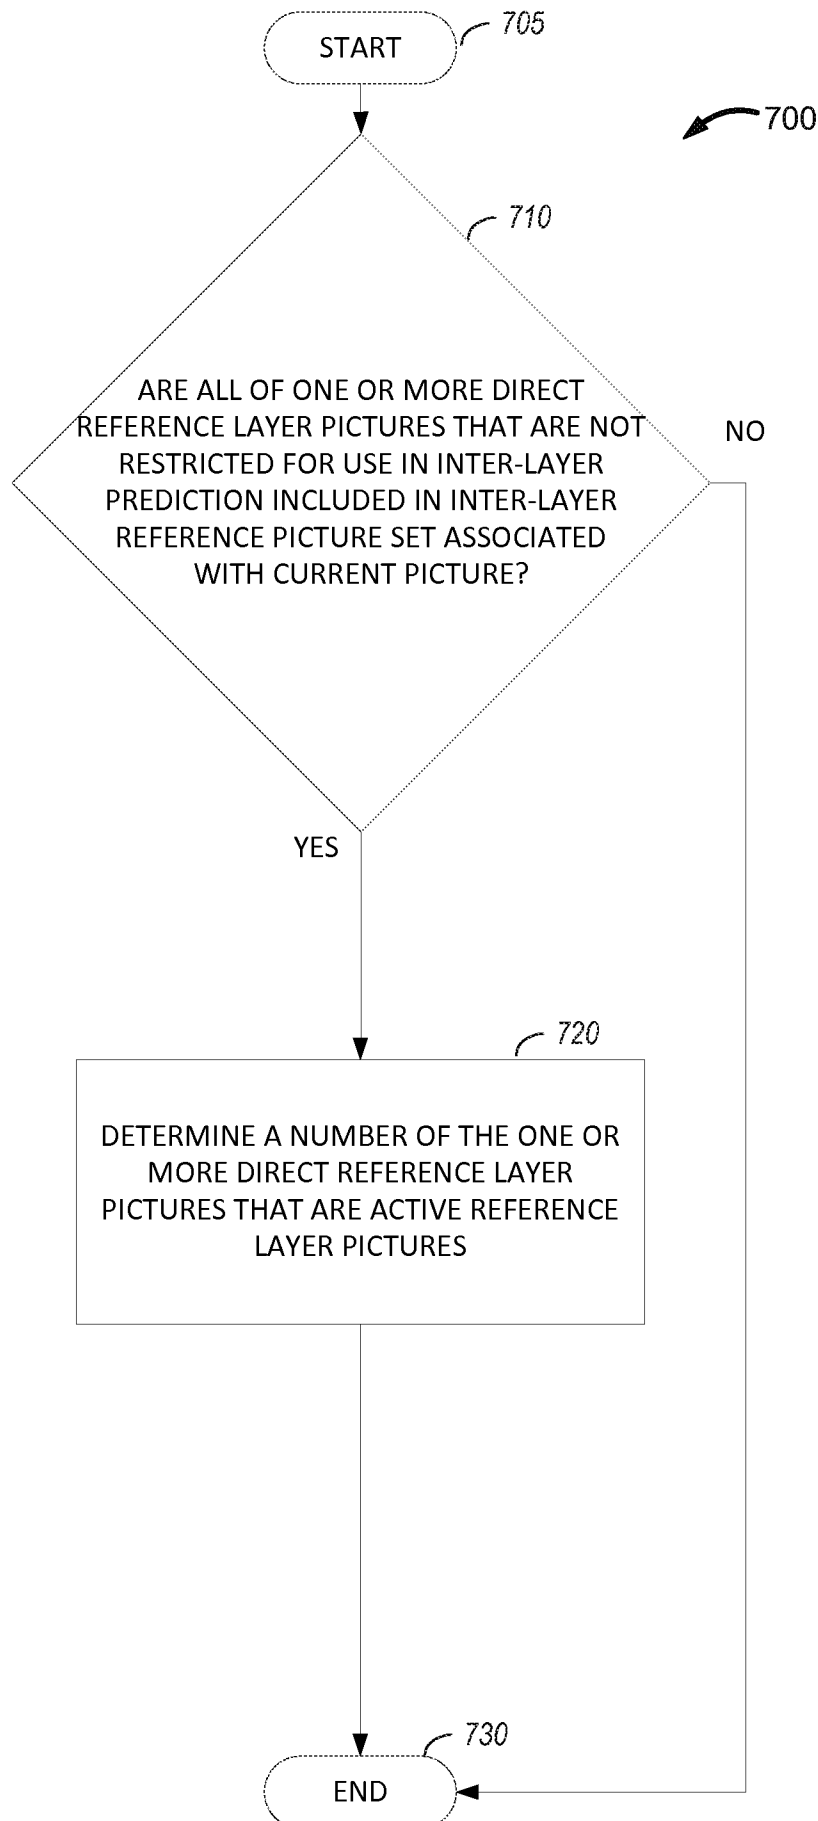 START
705
700
710
ARE ALL OF ONE OR MORE DIRECT
REFERENCE LAYER PICTURES THAT ARE NOT
RESTRICTED FOR USE IN INTER-LAYER
PREDICTION INCLUDED IN INTER-LAYER
REFERENCE PICTURE SET ASSOCIATED
WITH CURRENT PICTURE?
NO
YES
720
DETERMINE A NUMBER OF THE ONE OR
MORE DIRECT REFERENCE LAYER
PICTURES THAT ARE ACTIVE REFERENCE
LAYER PICTURES
730
END